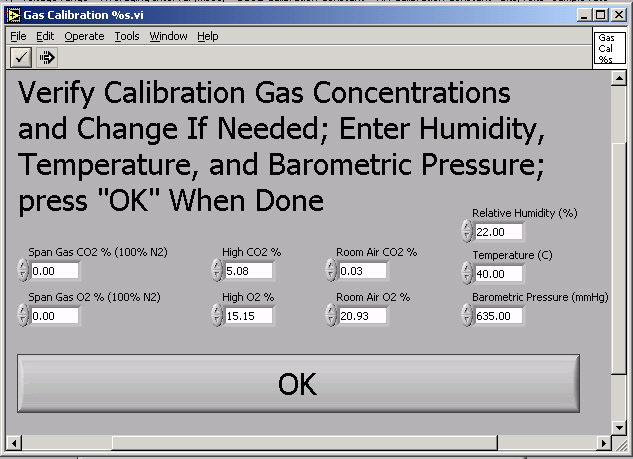 Gas Calibration %s.vi
File Edit Operate Tools Window Help
Gas
Cal
%s
Verify Calibration Gas Concentrations
and Change If Needed; Enter Humidity,
Temperature, and Barometric Pressure;
press "OK" When Done
Relative Humidity (%)
22.00
Span Gas CO2 % (100% N2) High CO2 % Room Air CO2 % Temperature (C)
0.00 5.08 0.03 40.00
Span Gas O2 % (100% N2) High O2 % Room Air O2 % Barometric Pressure (mmHg)
0.00 15.15 20.93 635.00
OK